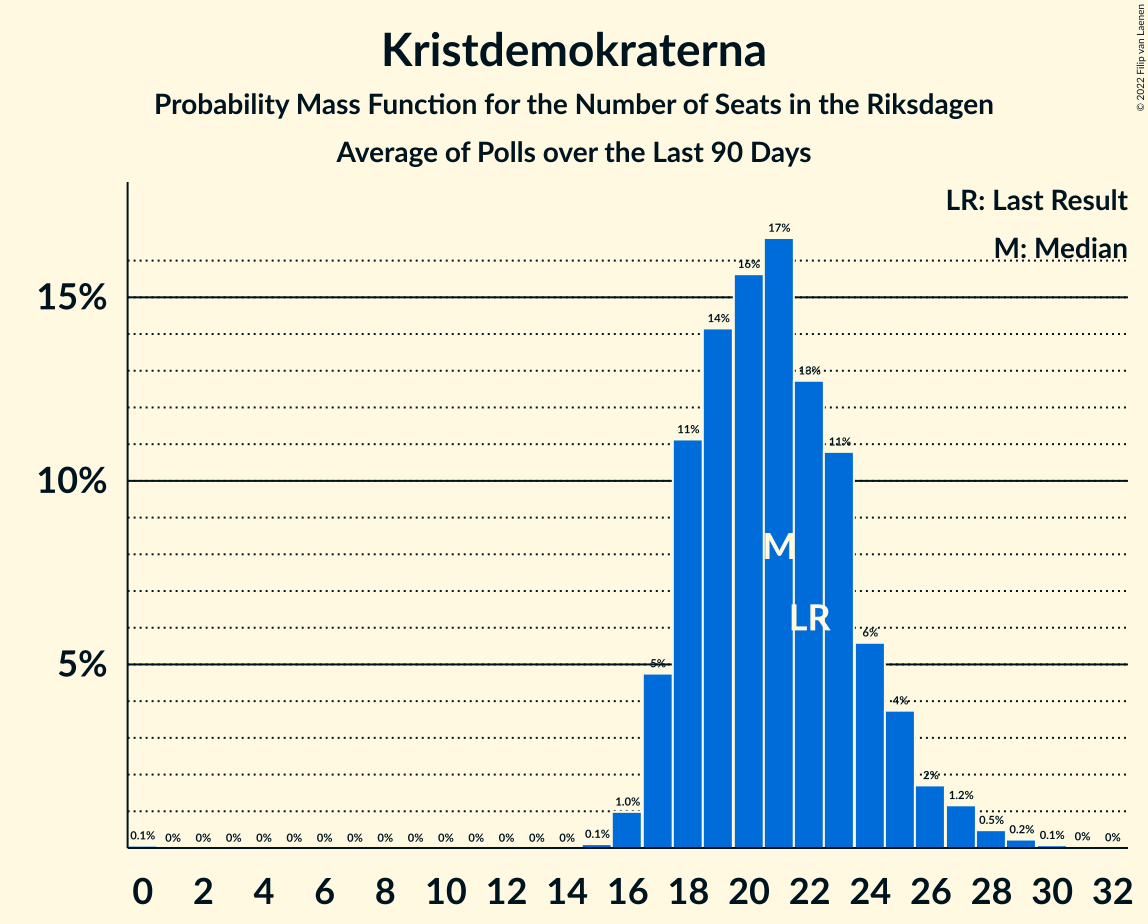 Kristdemokraterna
Probability Mass Function for the Number of Seats in the Riksdagen
Average of Polls over the Last 90 Days
© 2022 Filip van Laenen
LR: Last Result
M: Median
15%
10%
5%
0.1% 0% 0% 0% 0% 0% 0% 0% 0% 0% 0% 0% 0% 0% 0% 0.1% 1.0% 5% 11% 14% 16% 17% 13% 11% 6% 4% 2% 1.2% 0.5% 0.2% 0.1% 0% 0%
M
LR
0 2 4 6 8 10 12 14 16 18 20 22 24 26 28 30 32